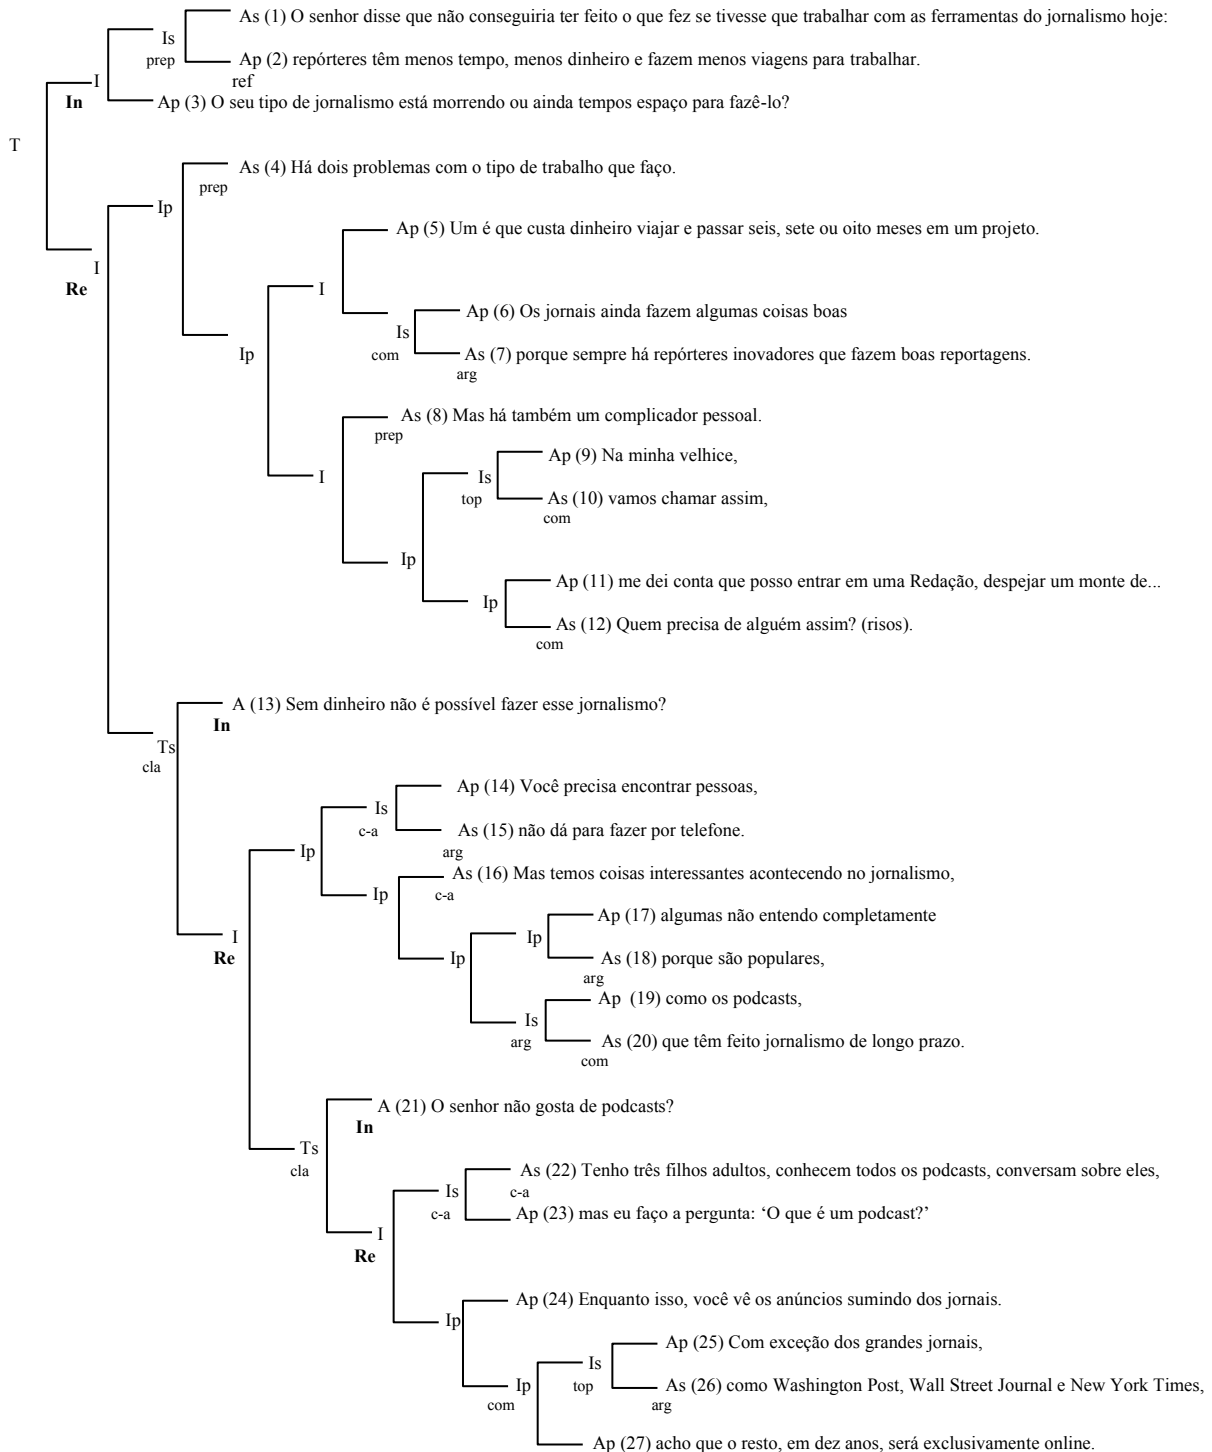 As (1) O senhor disse que não conseguiria ter feito o que fez se tivesse que trabalhar com as ferramentas do jornalismo hoje:
Is
prep
Ap (2) repórteres têm menos tempo, menos dinheiro e fazem menos viagens para trabalhar.
ref
I
In
Ap (3) O seu tipo de jornalismo está morrendo ou ainda tempos espaço para fazê-lo?
T
As (4) Há dois problemas com o tipo de trabalho que faço.
prep
Ip
Ap (5) Um é que custa dinheiro viajar e passar seis, sete ou oito meses em um projeto.
I
Re
I
Ap (6) Os jornais ainda fazem algumas coisas boas
Is
com
Ip
As (7) porque sempre há repórteres inovadores que fazem boas reportagens.
arg
As (8) Mas há também um complicador pessoal.
prep
Ap (9) Na minha velhice,
I
Is
top
As (10) vamos chamar assim,
com
Ip
Ap (11) me dei conta que posso entrar em uma Redação, despejar um monte de...
Ip
As (12) Quem precisa de alguém assim? (risos).
com
A (13) Sem dinheiro não é possível fazer esse jornalismo?
In
Ts
cla
Ap (14) Você precisa encontrar pessoas,
Is
c-a
As (15) não dá para fazer por telefone.
arg
Ip
As (16) Mas temos coisas interessantes acontecendo no jornalismo,
c-a
Ip
Ap (17) algumas não entendo completamente
I
Re
Ip
Ip
As (18) porque são populares,
arg
Ap (19) como os podcasts,
Is
arg
As (20) que têm feito jornalismo de longo prazo.
com
A (21) O senhor não gosta de podcasts?
In
Ts
cla
As (22) Tenho três filhos adultos, conhecem todos os podcasts, conversam sobre eles,
c-a
Is
c-a
Ap (23) mas eu faço a pergunta: ‘O que é um podcast?’
I
Re
Ap (24) Enquanto isso, você vê os anúncios sumindo dos jornais.
Ip
Ap (25) Com exceção dos grandes jornais,
Is
top
Ip
com
As (26) como Washington Post, Wall Street Journal e New York Times,
arg
Ap (27) acho que o resto, em dez anos, será exclusivamente online.